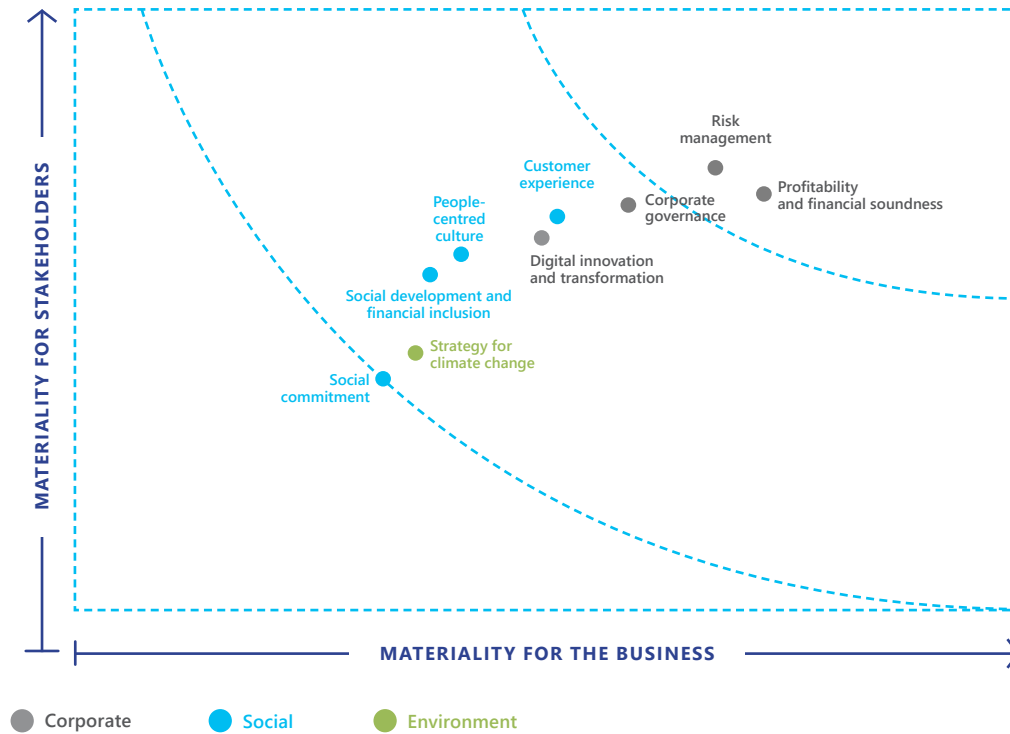 MATERIALITY FOR STAKEHOLDERS
Risk
management
Customer
experience
Profitability
and financial soundness
People-
centred
culture
Corporate
governance
Digital innovation
and transformation
Social development and
financial inclusion
Strategy for
climate change
Social
commitment
MATERIALITY FOR THE BUSINESS
Corporate
Social
Environment